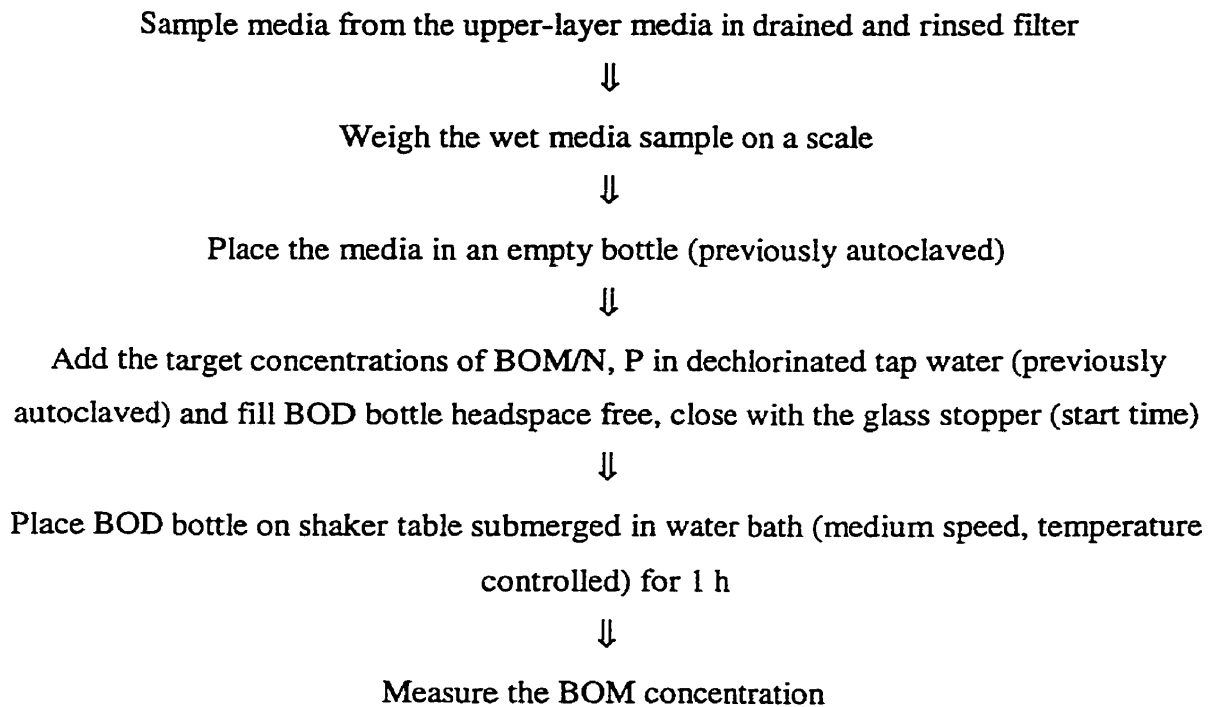 Sample media from the upper-layer media in drained and rinsed filter
⇓
Weigh the wet media sample on a scale
⇓
Place the media in an empty bottle (previously autoclaved)
⇓
Add the target concentrations of BOM/N, P in dechlorinated tap water (previously
autoclaved) and fill BOD bottle headspace free, close with the glass stopper (start time)
⇓
Place BOD bottle on shaker table submerged in water bath (medium speed, temperature
controlled) for 1 h
⇓
Measure the BOM concentration